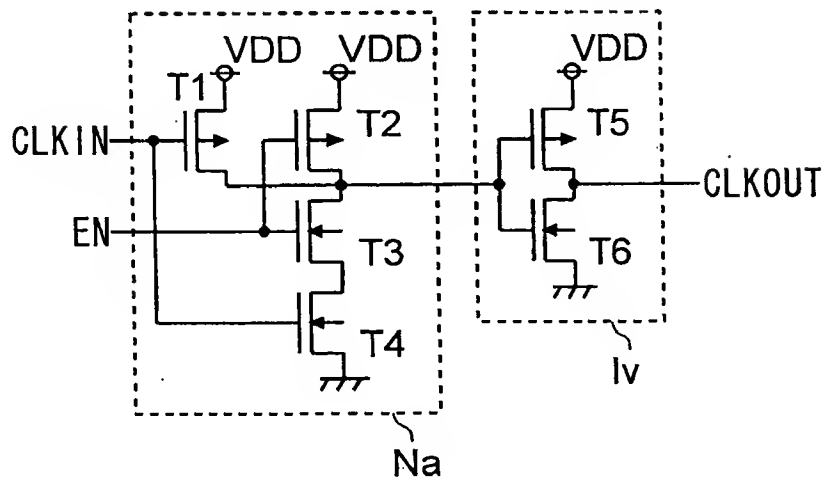 VDD VDD VDD
T1 T2 T5
CLKIN
CLKOUT
EN
T3 T6
T4
Iv
Na